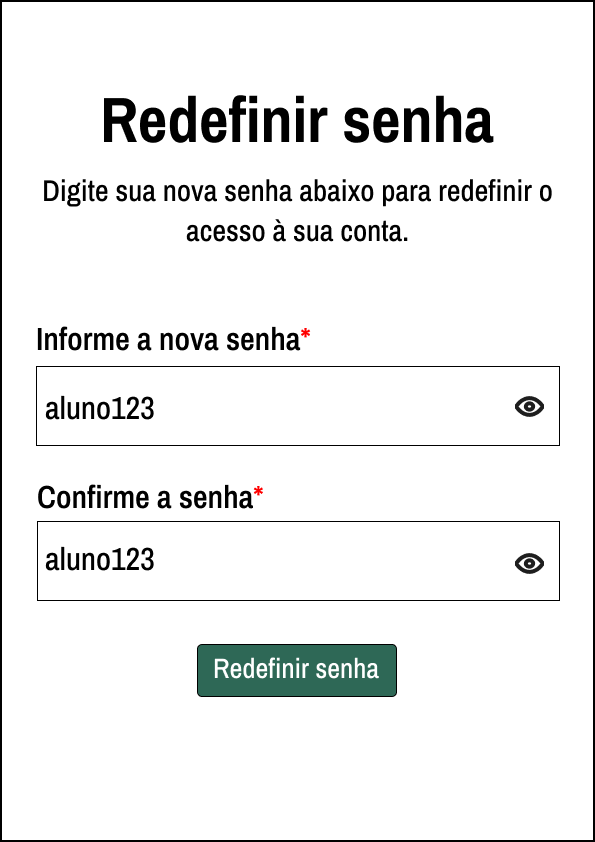 Redefinir senha
Digite sua nova senha abaixo para redefinir o
acesso à sua conta.
Informe a nova senha*
aluno123
Confirme a senha*
aluno123
Redefinir senha